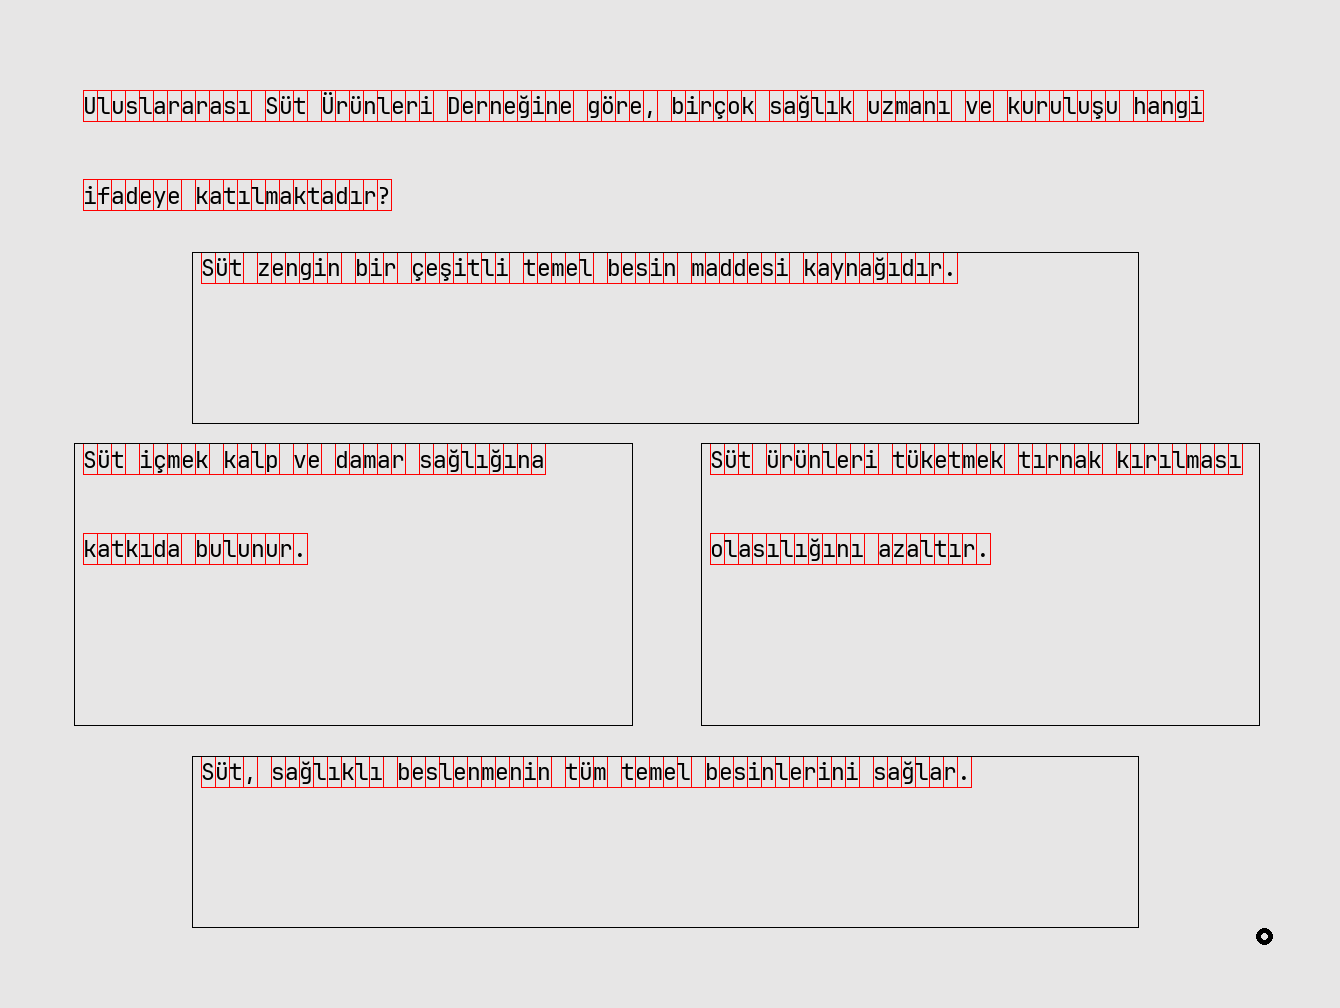 Uluslararası Süt Ürünleri Derneğine göre, birçok sağlık uzmanı ve kuruluşu hangi
ifadeye katılmaktadır?
Süt zengin bir çeşitli temel besin maddesi kaynağıdır.
Süt içmek kalp ve damar sağlığına
katkıda bulunur.
Süt ürünleri tüketmek tırnak kırılması
olasılığını azaltır.
Süt, sağlıklı beslenmenin tüm temel besinlerini sağlar.